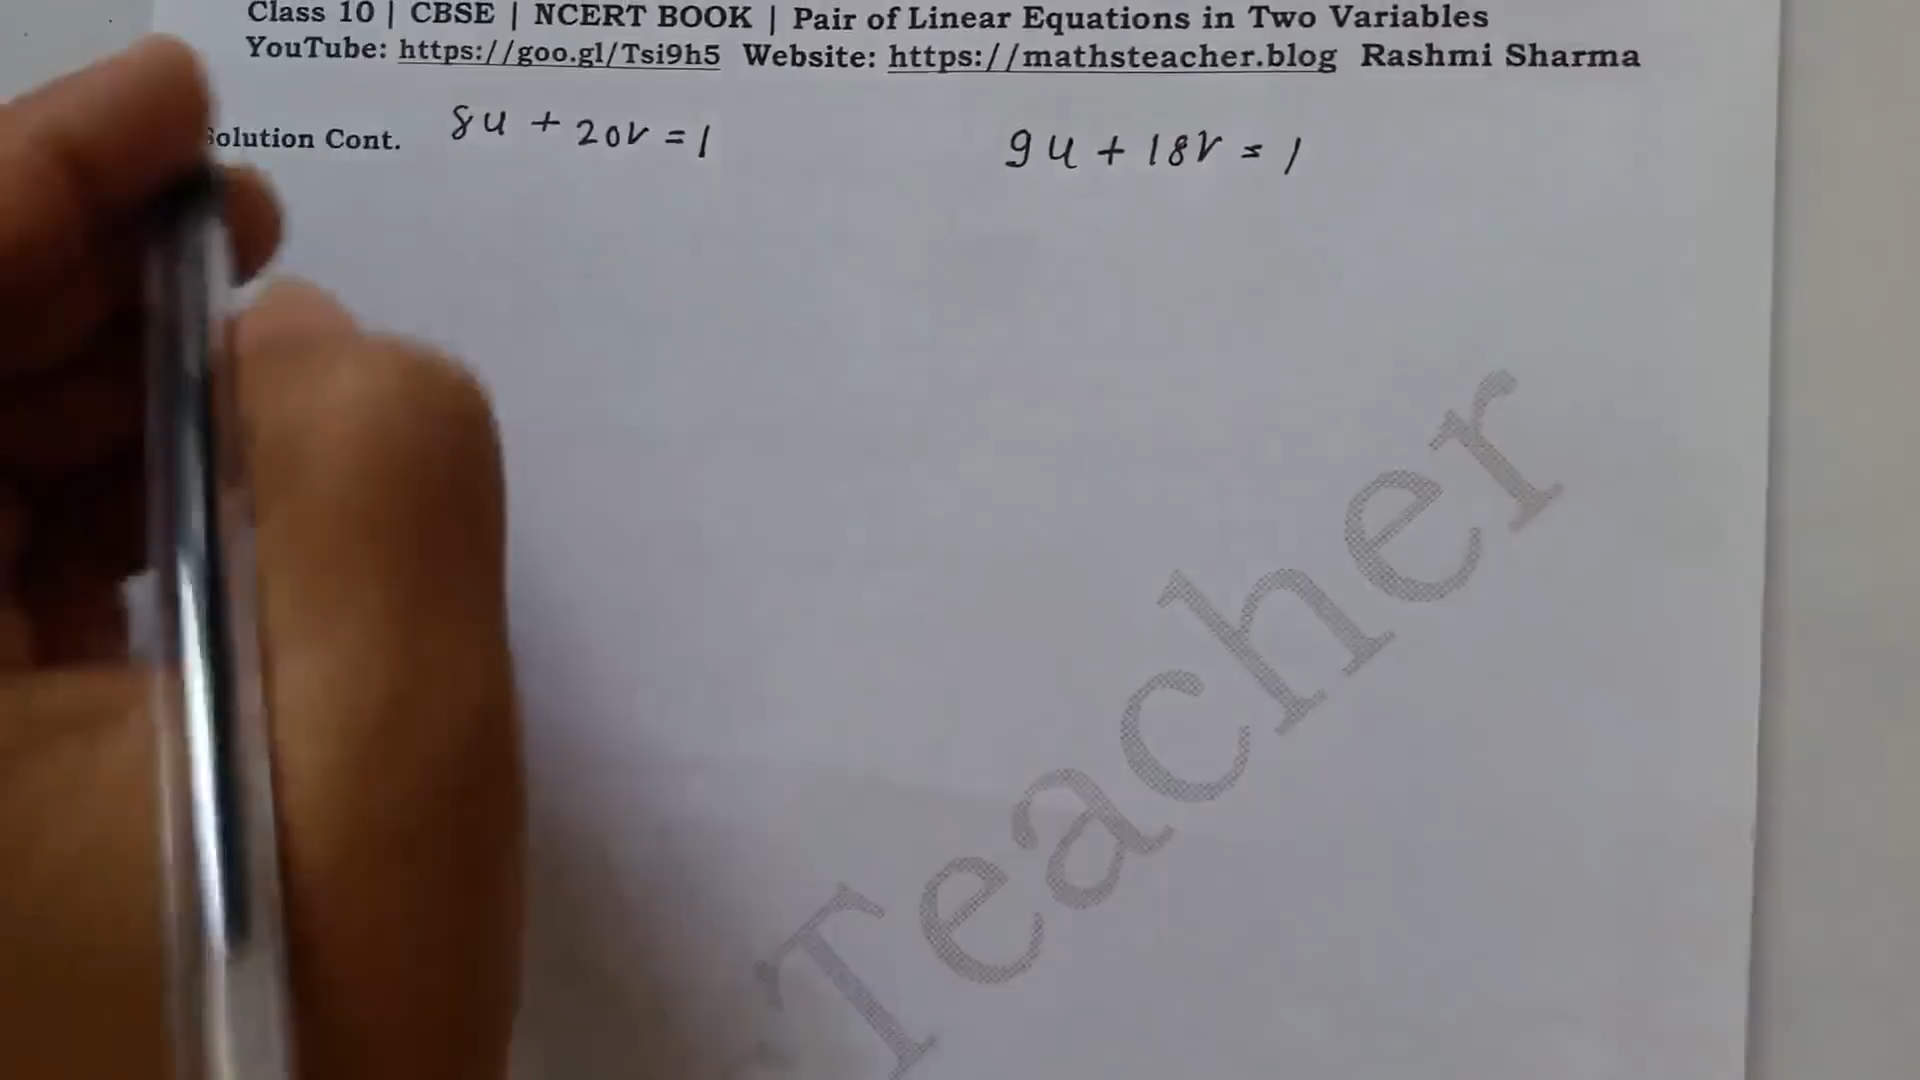 Class 10 | CBSE | NCERT BOOK | Pair of Linear Equations in Two Variables
YouTube: https://goo.gl/Tsi9h5 Website: https://mathsteacher.blog Rashmi Sharma
Solution Cont. 8u + 20v = 1 9u + 18v = 1
Teacher